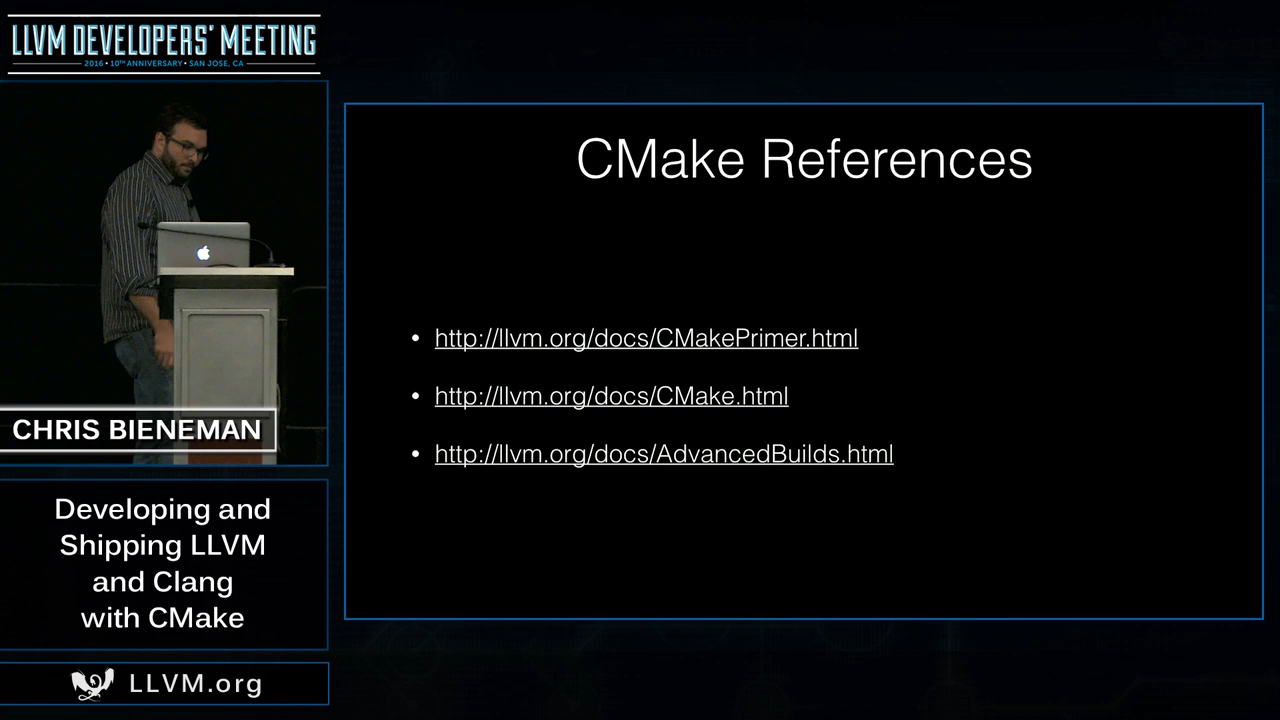 LLVM DEVELOPERS' MEETING
2016 • 10TH ANNIVERSARY • SAN JOSE, CA
CMake References
• http://llvm.org/docs/CMakePrimer.html
• http://llvm.org/docs/CMake.html
• http://llvm.org/docs/AdvancedBuilds.html
CHRIS BIENEMAN
Developing and
Shipping LLVM
and Clang
with CMake
LLVM.org